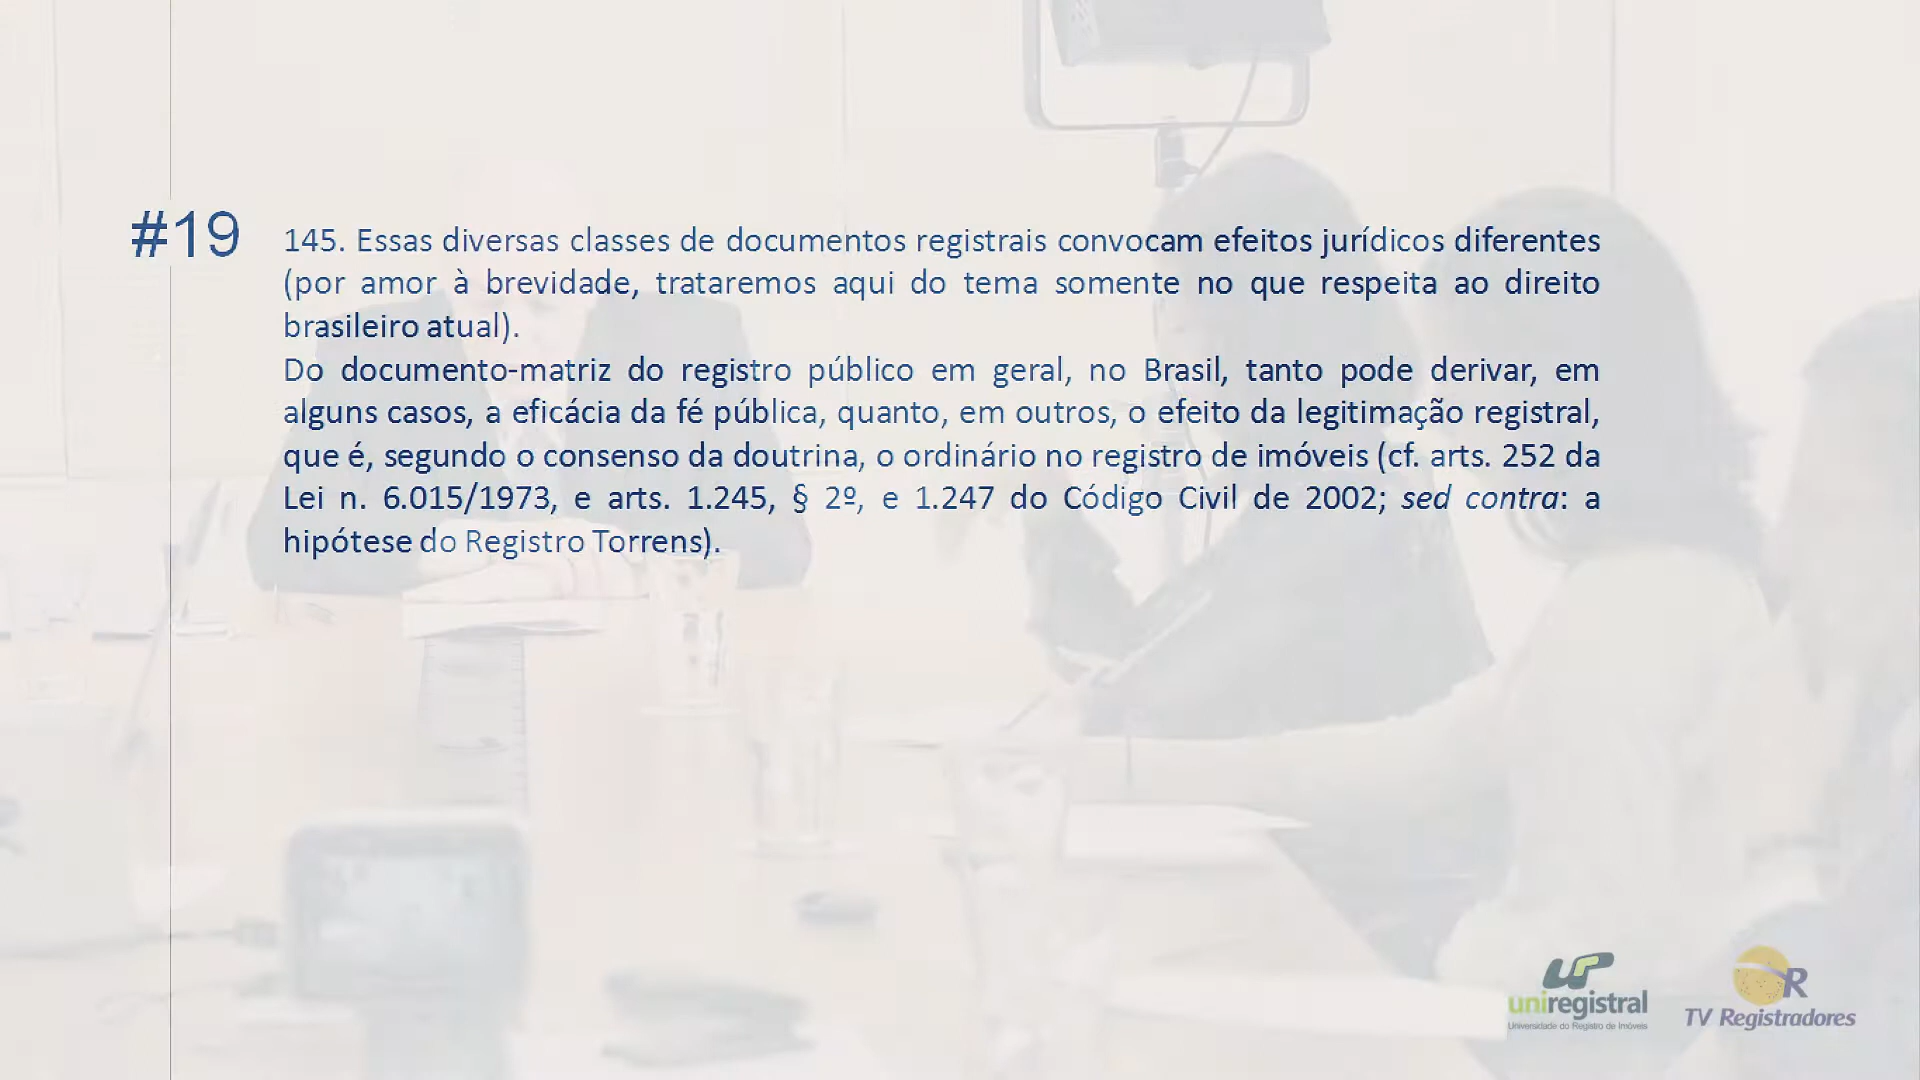 #19
145. Essas diversas classes de documentos registrais convocam efeitos jurídicos diferentes
(por amor à brevidade, trataremos aqui do tema somente no que respeita ao direito
brasileiro atual).
Do documento-matriz do registro público em geral, no Brasil, tanto pode derivar, em
alguns casos, a eficácia da fé pública, quanto, em outros, o efeito da legitimação registral,
que é, segundo o consenso da doutrina, o ordinário no registro de imóveis (cf. arts. 252 da
Lei n. 6.015/1973, e arts. 1.245, § 2º, e 1.247 do Código Civil de 2002; sed contra: a
hipótese do Registro Torrens).
uniregistral
Universidade do Registro de Imóveis
R
TV Registradores